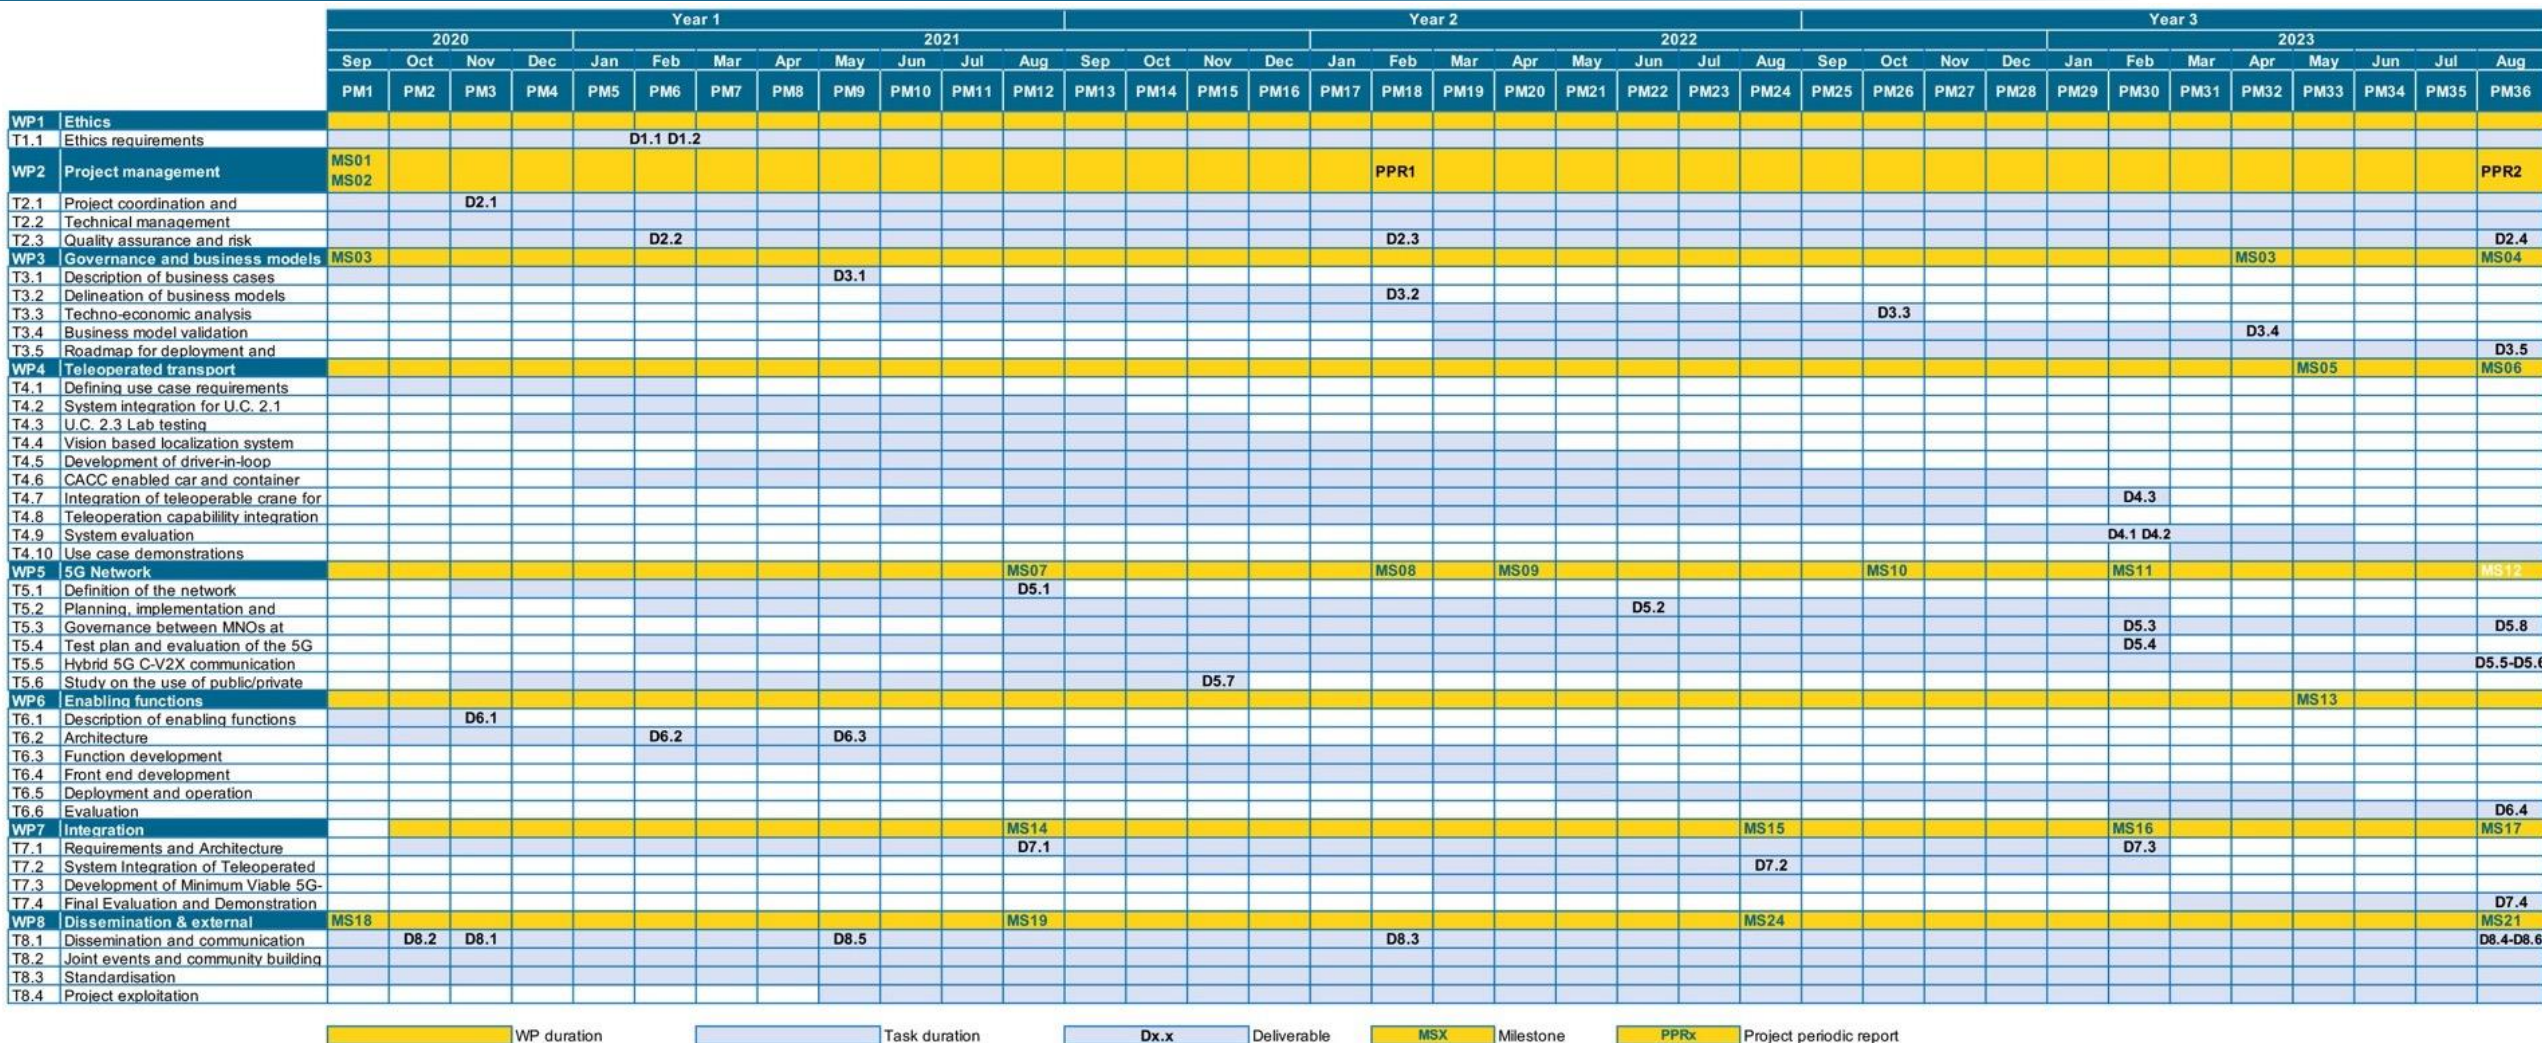 Year 1 Year 2 Year 3
2020 2021 2022 2023
Sep Oct Nov Dec Jan Feb Mar Apr May Jun Jul Aug Sep Oct Nov Dec Jan Feb Mar Apr May Jun Jul Aug Sep Oct Nov Dec Jan Feb Mar Apr May Jun Jul Aug
PM1 PM2 PM3 PM4 PM5 PM6 PM7 PM8 PM9 PM10 PM11 PM12 PM13 PM14 PM15 PM16 PM17 PM18 PM19 PM20 PM21 PM22 PM23 PM24 PM25 PM26 PM27 PM28 PM29 PM30 PM31 PM32 PM33 PM34 PM35 PM36
WP1 Ethics
T1.1 Ethics requirements D1.1 D1.2
WP2 Project management MS01 MS02 PPR1 PPR2
T2.1 Project coordination and D2.1
T2.2 Technical management
T2.3 Quality assurance and risk D2.2 D2.3 D2.4
WP3 Governance and business models MS03 MS03 MS04
T3.1 Description of business cases D3.1
T3.2 Delineation of business models D3.2
T3.3 Techno-economic analysis D3.3
T3.4 Business model validation D3.4
T3.5 Roadmap for deployment and D3.5
WP4 Teleoperated transport MS05 MS06
T4.1 Defining use case requirements
T4.2 System integration for U.C. 2.1
T4.3 U.C. 2.3 Lab testing
T4.4 Vision based localization system
T4.5 Development of driver-in-loop
T4.6 CACC enabled car and container
T4.7 Integration of teleoperable crane for D4.3
T4.8 Teleoperation capablility integration
T4.9 System evaluation D4.1 D4.2
T4.10 Use case demonstrations
WP5 5G Network MS07 MS08 MS09 MS10 MS11 MS12
T5.1 Definition of the network D5.1
T5.2 Planning, implementation and D5.2
T5.3 Governance between MNOs at D5.3 D5.8
T5.4 Test plan and evaluation of the 5G D5.4
T5.5 Hybrid 5G C-V2X communication D5.5-D5.6
T5.6 Study on the use of public/private D5.7
WP6 Enabling functions MS13
T6.1 Description of enabling functions D6.1
T6.2 Architecture D6.2 D6.3
T6.3 Function development
T6.4 Front end development
T6.5 Deployment and operation
T6.6 Evaluation D6.4
WP7 Integration MS14 MS15 MS16 MS17
T7.1 Requirements and Architecture D7.1 D7.3
T7.2 System Integration of Teleoperated D7.2
T7.3 Development of Minimum Viable 5G-
T7.4 Final Evaluation and Demonstration D7.4
WP8 Dissemination & external MS18 MS19 MS24 MS21
T8.1 Dissemination and communication D8.2 D8.1 D8.5 D8.3 D8.4-D8.6
T8.2 Joint events and community building
T8.3 Standardisation
T8.4 Project exploitation
WP duration Task duration Dx.x Deliverable MSX Milestone PPRx Project periodic report